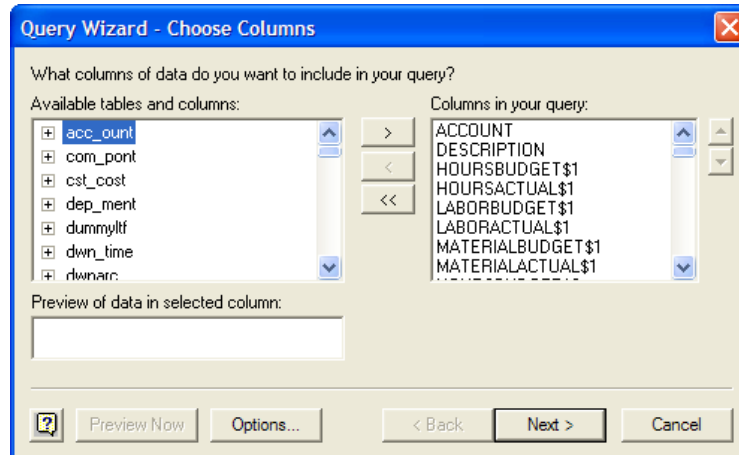 Query Wizard - Choose Columns
What columns of data do you want to include in your query?
Available tables and columns:
Columns in your query:
acc_ount
com_pont
cst_cost
dep_ment
dummyltf
dwn_time
dwnarc
>
<
<<
ACCOUNT
DESCRIPTION
HOURSBUDGET$1
HOURSACTUAL$1
LABORBUDGET$1
LABORACTUAL$1
MATERIALBUDGET$1
MATERIALACTUAL$1
Preview of data in selected column:
?
Preview Now
Options...
< Back
Next >
Cancel